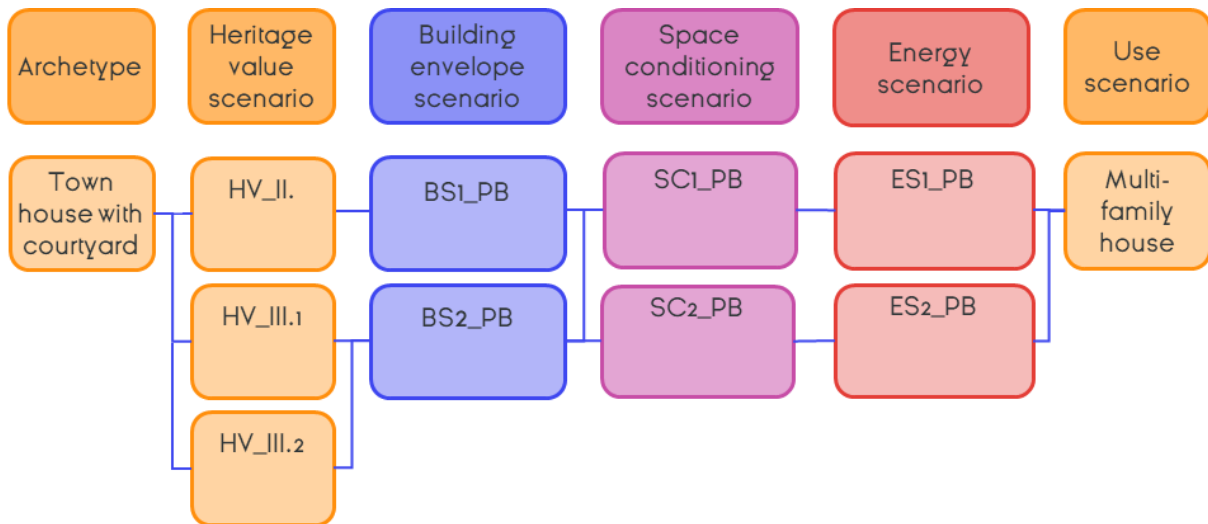 Archetype
Heritage
value
scenario
Building
envelope
scenario
Space
conditioning
scenario
Energy
scenario
Use
scenario
Town
house with
courtyard
HV_II.
BS1_PB
SC1_PB
ES1_PB
Multi-
family
house
HV_III.1
BS2_PB
SC2_PB
ES2_PB
HV_III.2